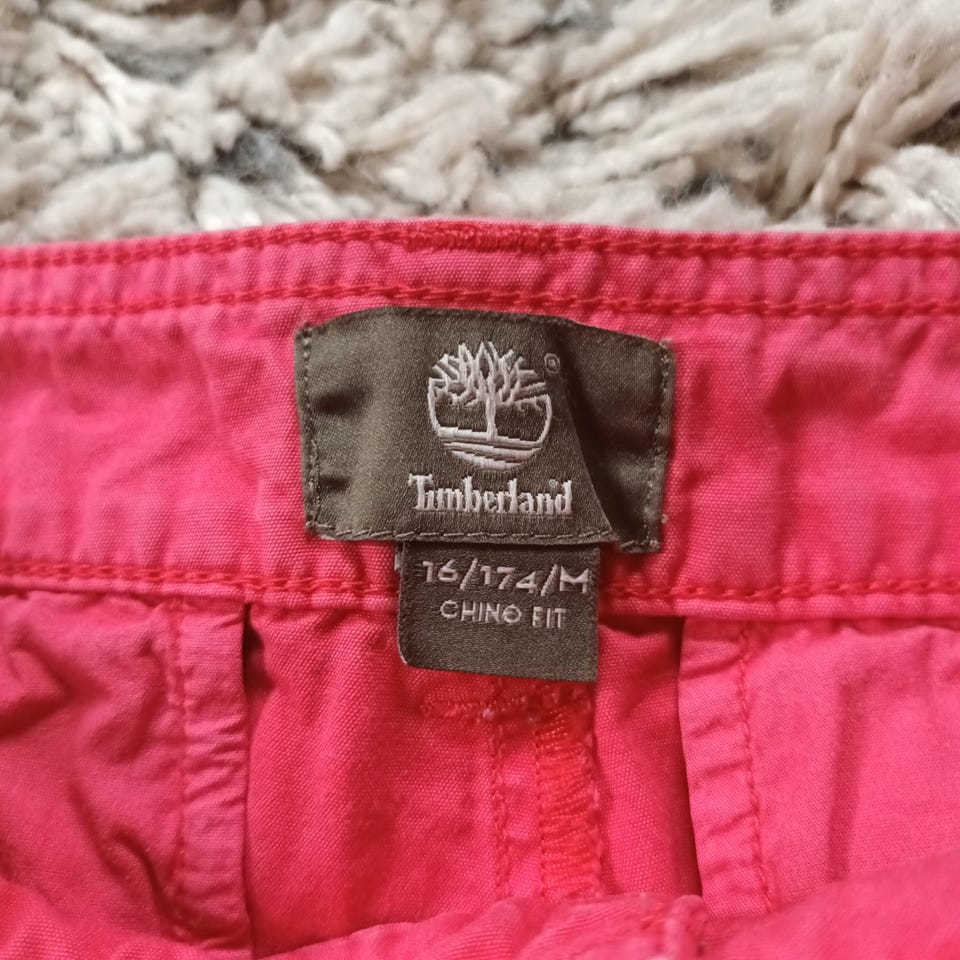 ®
Timberland
16/174/M
CHINO FIT